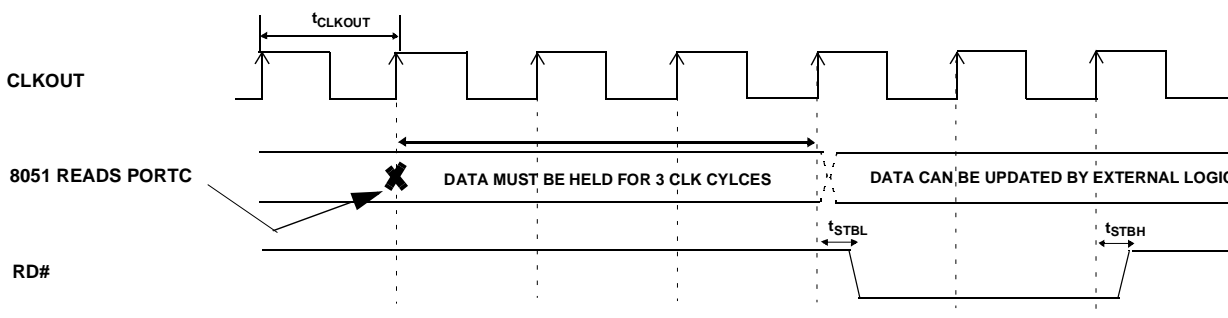 tCLKOUT
CLKOUT
8051 READS PORTC
DATA MUST BE HELD FOR 3 CLK CYLCES
DATA CAN BE UPDATED BY EXTERNAL LOGIC
tSTBL
tSTBH
RD#